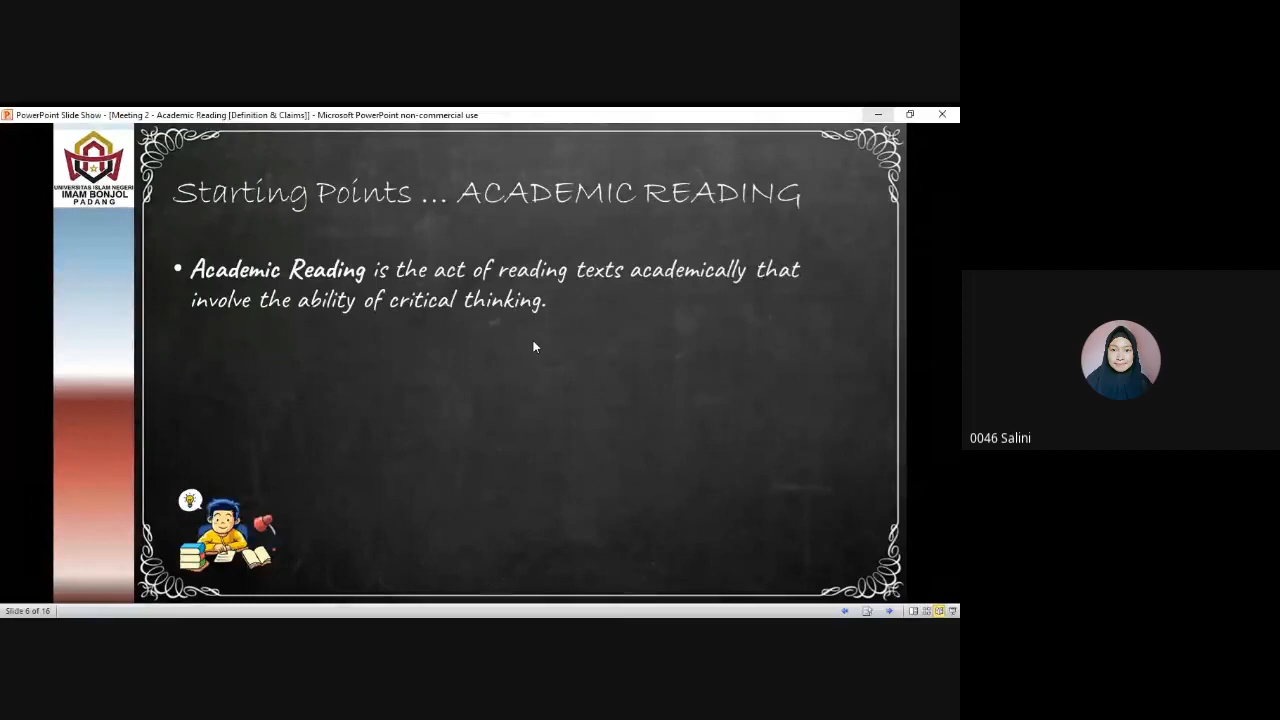 PowerPoint Slide Show - [Meeting 2 - Academic Reading [Definition & Claims]] - Microsoft PowerPoint non-commercial use
UNIVERSITAS ISLAM NEGERI
IMAM BONJOL
PADANG
Starting Points ... ACADEMIC READING
• Academic Reading is the act of reading texts academically that
involve the ability of critical thinking.
0046 Salini
Slide 6 of 16